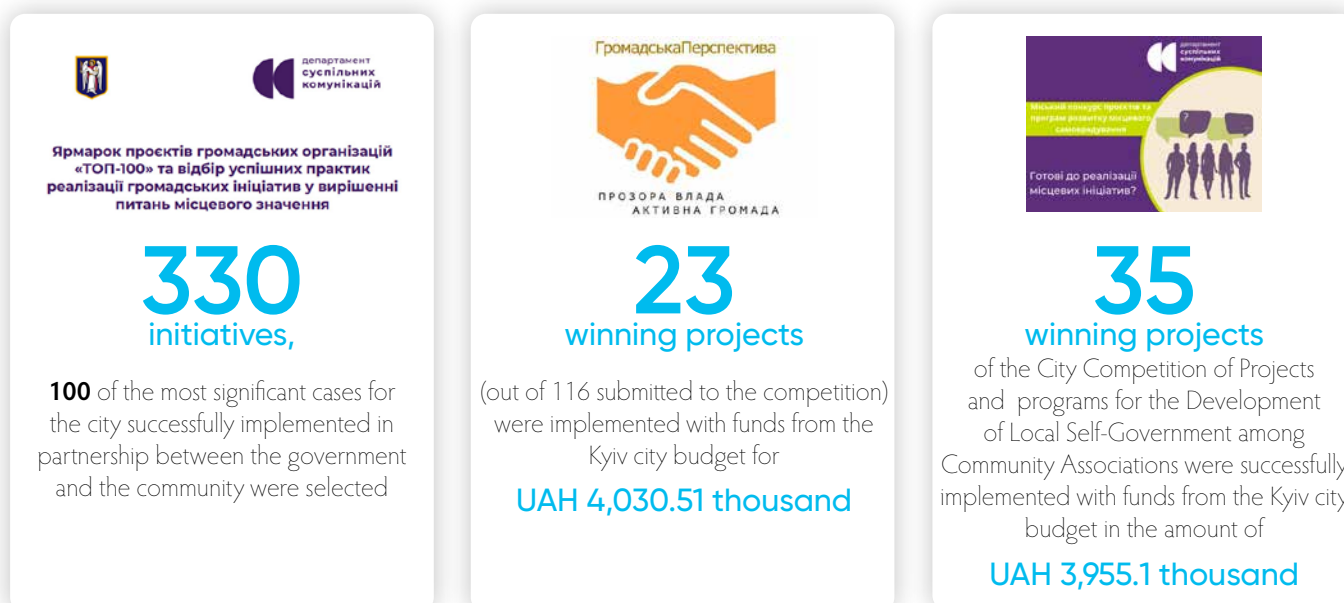 департамент
суспільних
комунікацій
Ярмарок проєктів громадських організацій
«ТОП-100» та відбір успішних практик
реалізації громадських ініціатив у вирішенні
питань місцевого значення
330
initiatives,
100 of the most significant cases for
the city successfully implemented in
partnership between the government
and the community were selected
ГромадськаПерспектива
ПРОЗОРА ВЛАДА
АКТИВНА ГРОМАДА
23
winning projects
(out of 116 submitted to the competition)
were implemented with funds from the
Kyiv city budget for
UAH 4,030.51 thousand
департамент
суспільних
комунікацій
Міський конкурс проєктів та
програм розвитку місцевого
самоврядування
?
Готові до реалізації
місцевих ініціатив?
35
winning projects
of the City Competition of Projects
and programs for the Development
of Local Self-Government among
Community Associations were successfully
implemented with funds from the Kyiv city
budget in the amount of
UAH 3,955.1 thousand